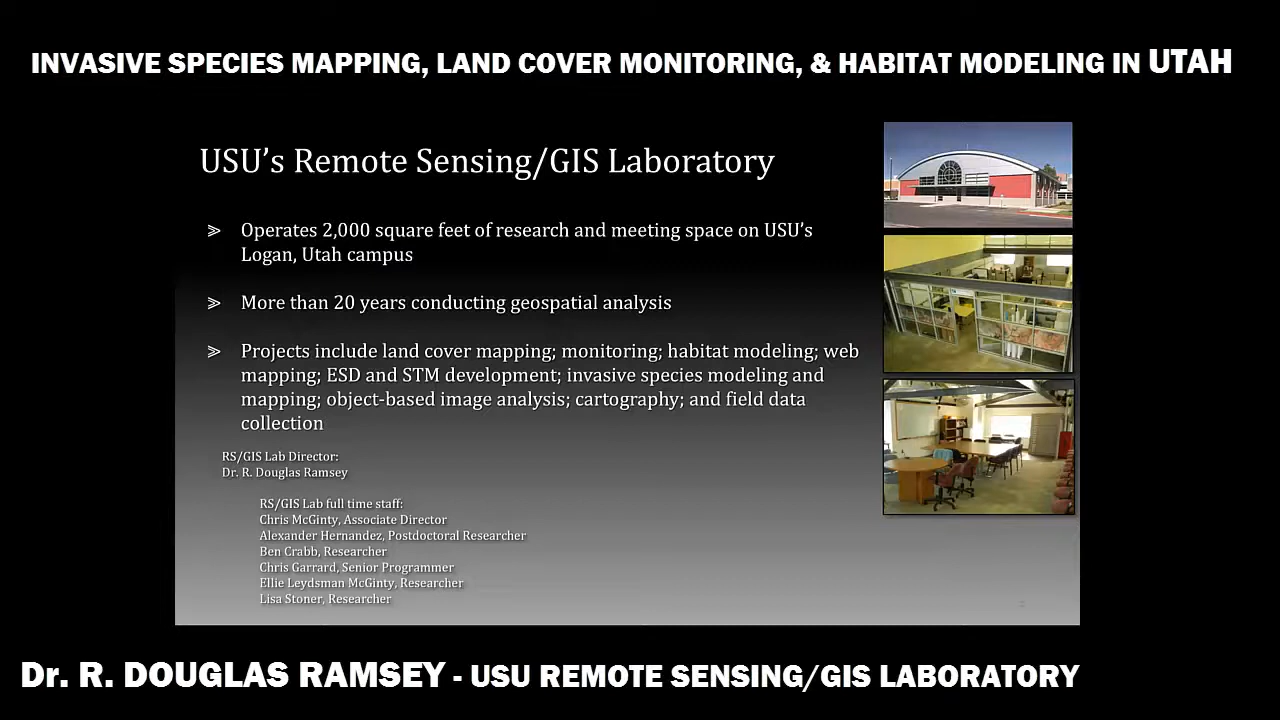 INVASIVE SPECIES MAPPING, LAND COVER MONITORING, & HABITAT MODELING IN UTAH
USU's Remote Sensing/GIS Laboratory
⪢ Operates 2,000 square feet of research and meeting space on USU's
Logan, Utah campus
⪢ More than 20 years conducting geospatial analysis
⪢ Projects include land cover mapping; monitoring; habitat modeling; web
mapping; ESD and STM development; invasive species modeling and
mapping; object-based image analysis; cartography; and field data
collection
RS/GIS Lab Director:
Dr. R. Douglas Ramsey
RS/GIS Lab full time staff:
Chris McGinty, Associate Director
Alexander Hernandez, Postdoctoral Researcher
Ben Crabb, Researcher
Chris Garrard, Senior Programmer
Ellie Leydsman McGinty, Researcher
Lisa Stoner, Researcher
Dr. R. DOUGLAS RAMSEY - USU REMOTE SENSING/GIS LABORATORY